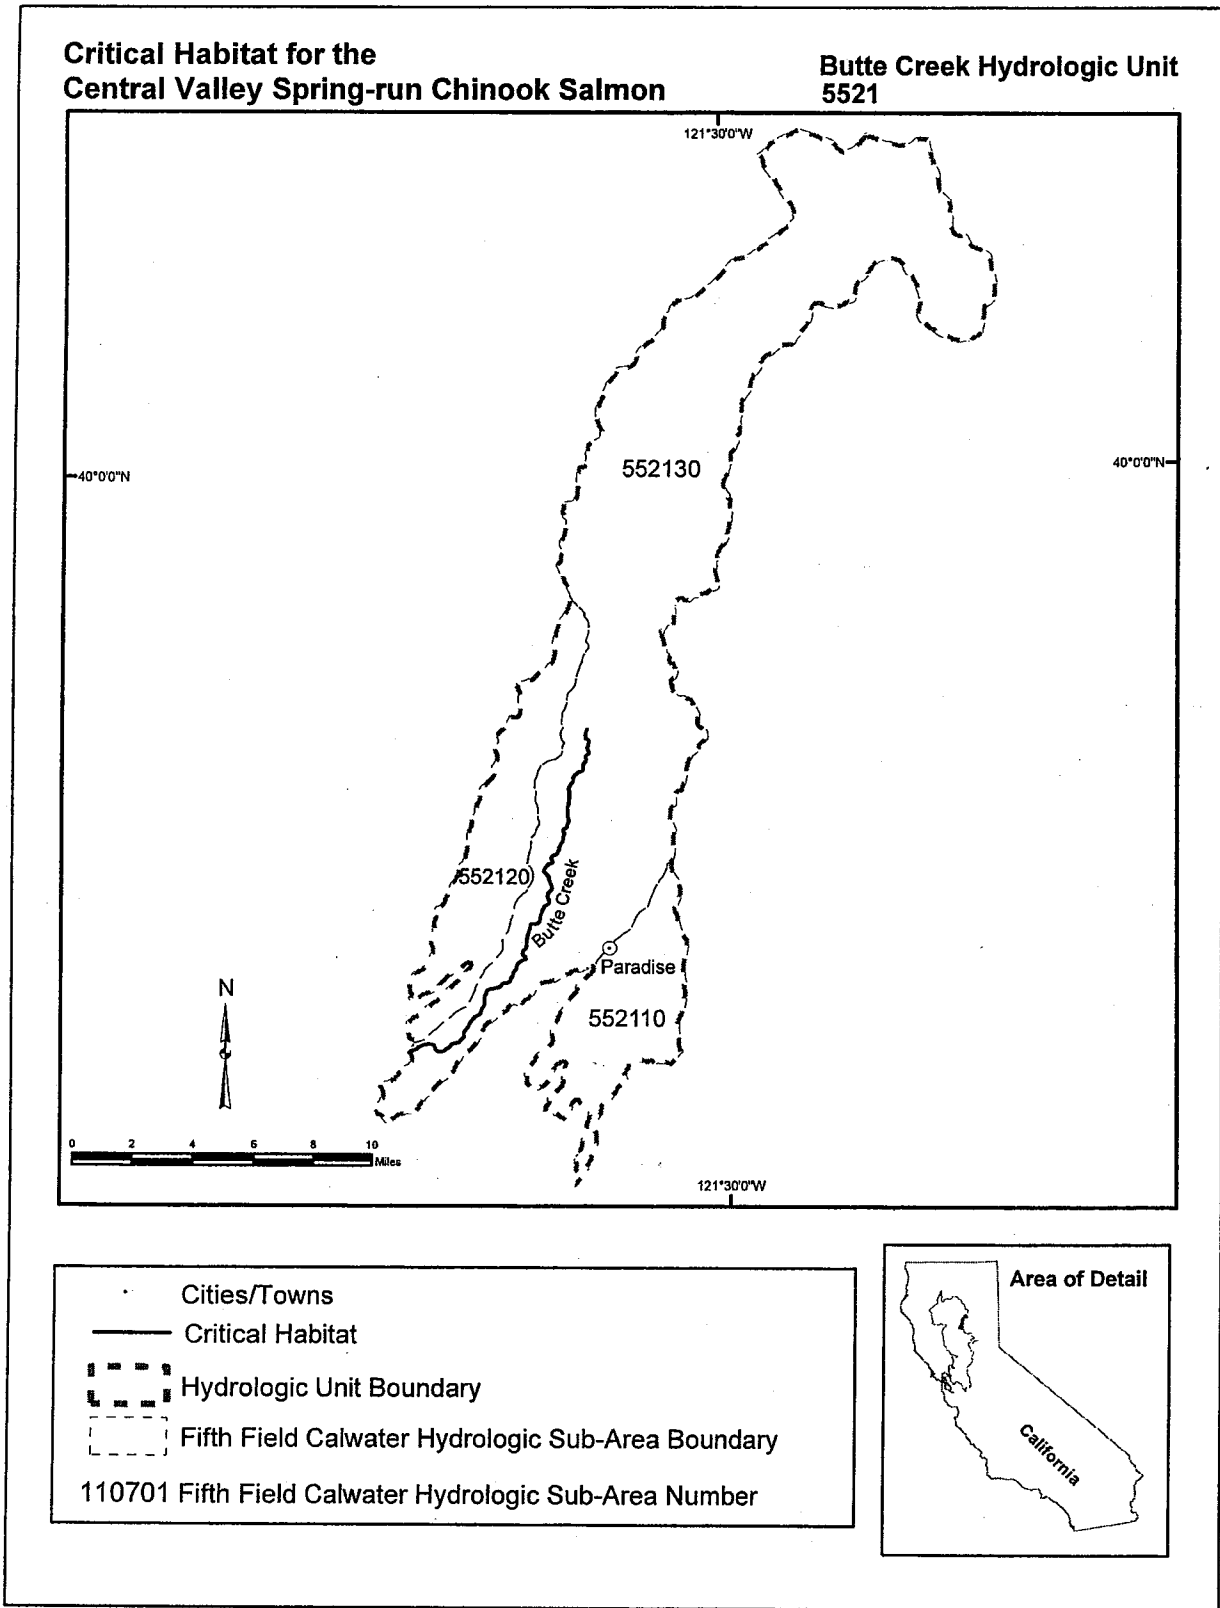 Critical Habitat for the
Central Valley Spring-run Chinook Salmon
Butte Creek Hydrologic Unit
5521
121°30'0"W
40°0'0"N
552130
40°0'0"N
552120
Butte Creek
Paradise
552110
N
0 2 4 6 8 10
Miles
121°30'0"W
Cities/Towns
Critical Habitat
Hydrologic Unit Boundary
Fifth Field Calwater Hydrologic Sub-Area Boundary
110701 Fifth Field Calwater Hydrologic Sub-Area Number
Area of Detail
California